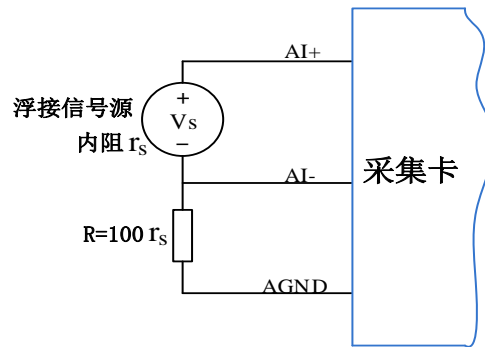 AI+
浮接信号源
内阻 rs
+
Vs
−
AI-
采集卡
R=100 rs
AGND